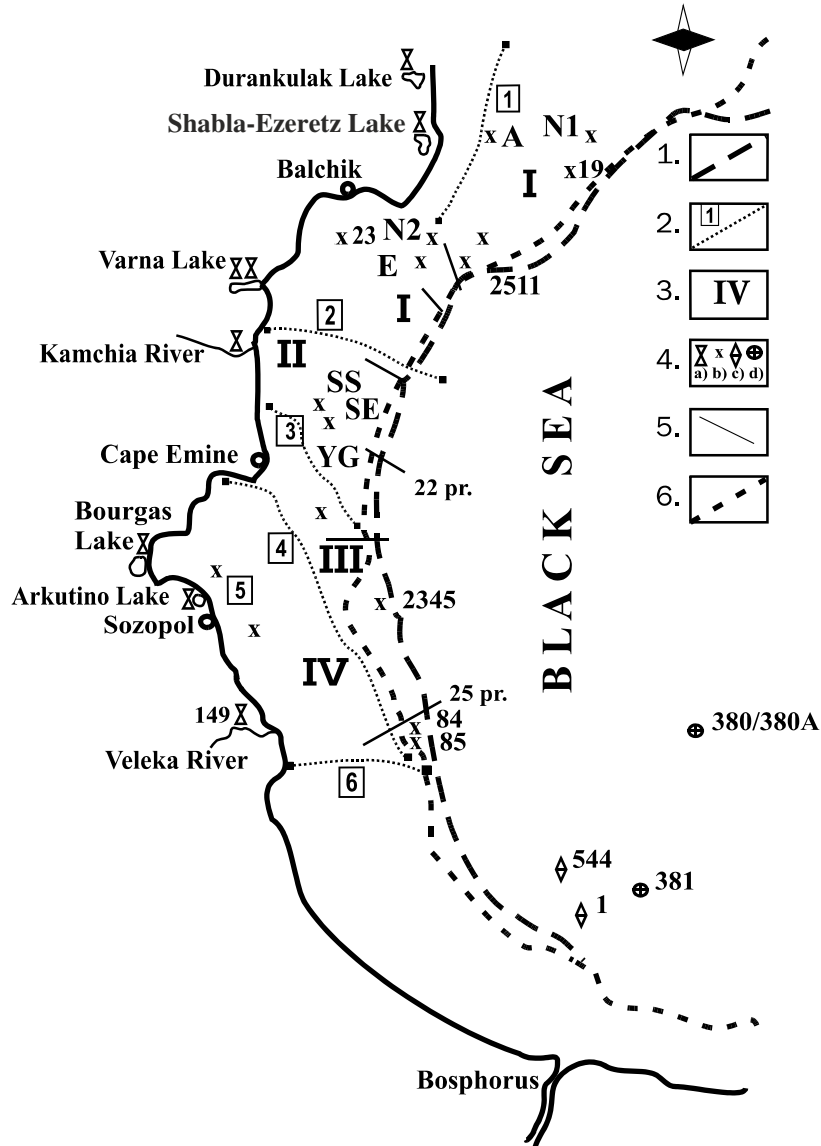 Durankulak Lake
1
Shabla-Ezeretz Lake
x A
N1 x
1.
Balchik
I
x19
2.
1
x 23
N2
x
x
Varna Lake
E
x
x
2511
3.
IV
I
2
Kamchia River
II
4.
x
a) b) c) d)
SS
x
SE
x
3
5.
Cape Emine
YG
22 pr.
6.
Bourgas
Lake
x
4
III
BLACK SEA
x
5
Arkutino Lake
x
2345
Sozopol
x
IV
25 pr.
149
x
84
x
85
380/380A
Veleka River
6
544
381
1
Bosphorus